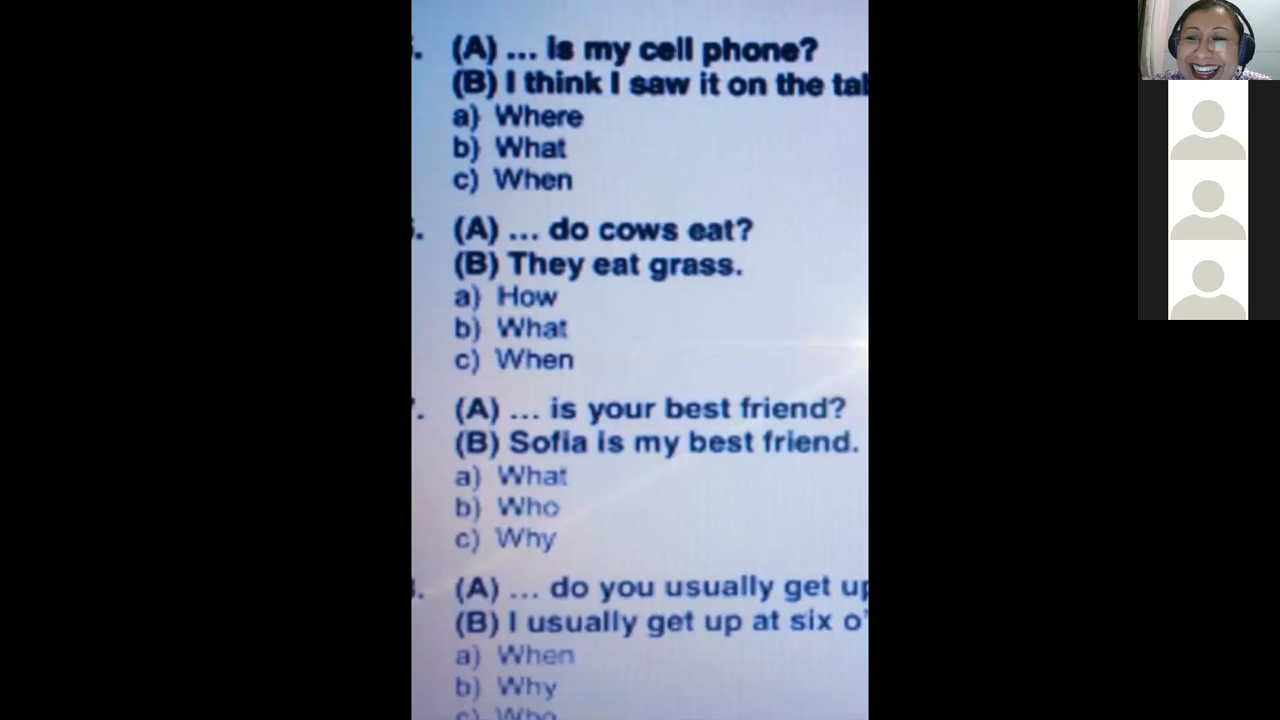 (A) ... is my cell phone?
(B) I think I saw it on the
a) Where
b) What
c) When
(A) ... do cows eat?
(B) They eat grass.
a) How
b) What
c) When
(A) ... is your best friend?
(B) Sofia is my best friend.
a) What
b) Who
c) Why
(A) ... do you usually get
(B) I usually get up at six
a) When
b) Why